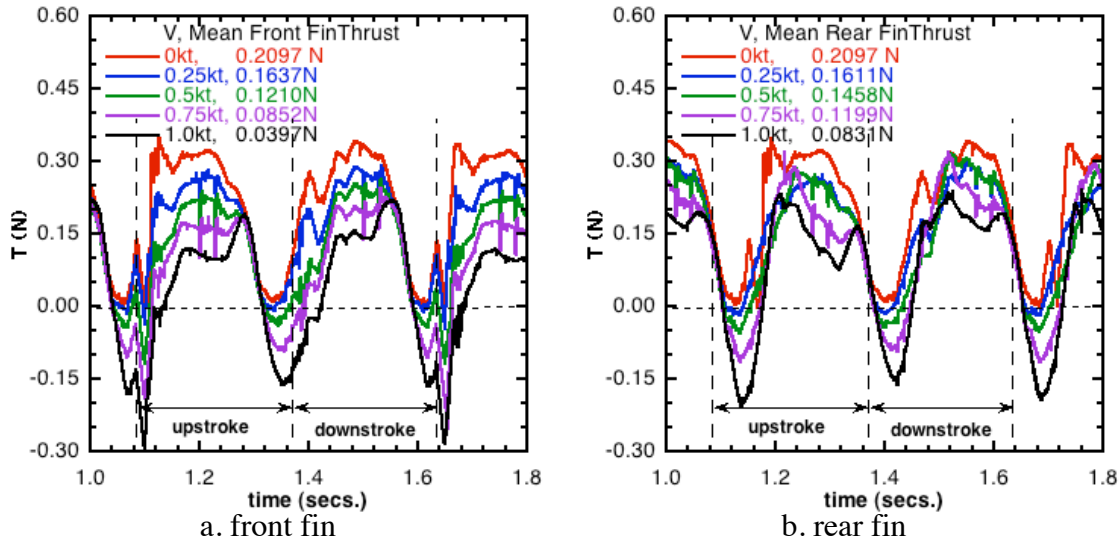 V, Mean Front FinThrust
0kt, 0.2097 N
0.25kt, 0.1637N
0.5kt, 0.1210N
0.75kt, 0.0852N
1.0kt, 0.0397N
0.60
0.45
0.30
0.15
0.00
-0.15
-0.30
T (N)
upstroke
downstroke
1.0 1.2 1.4 1.6 1.8
time (secs.)
a. front fin
V, Mean Rear FinThrust
0kt, 0.2097 N
0.25kt, 0.1611N
0.5kt, 0.1458N
0.75kt, 0.1199N
1.0kt, 0.0831N
0.60
0.45
0.30
0.15
0.00
-0.15
-0.30
T (N)
upstroke
downstroke
1.0 1.2 1.4 1.6 1.8
time (secs.)
b. rear fin